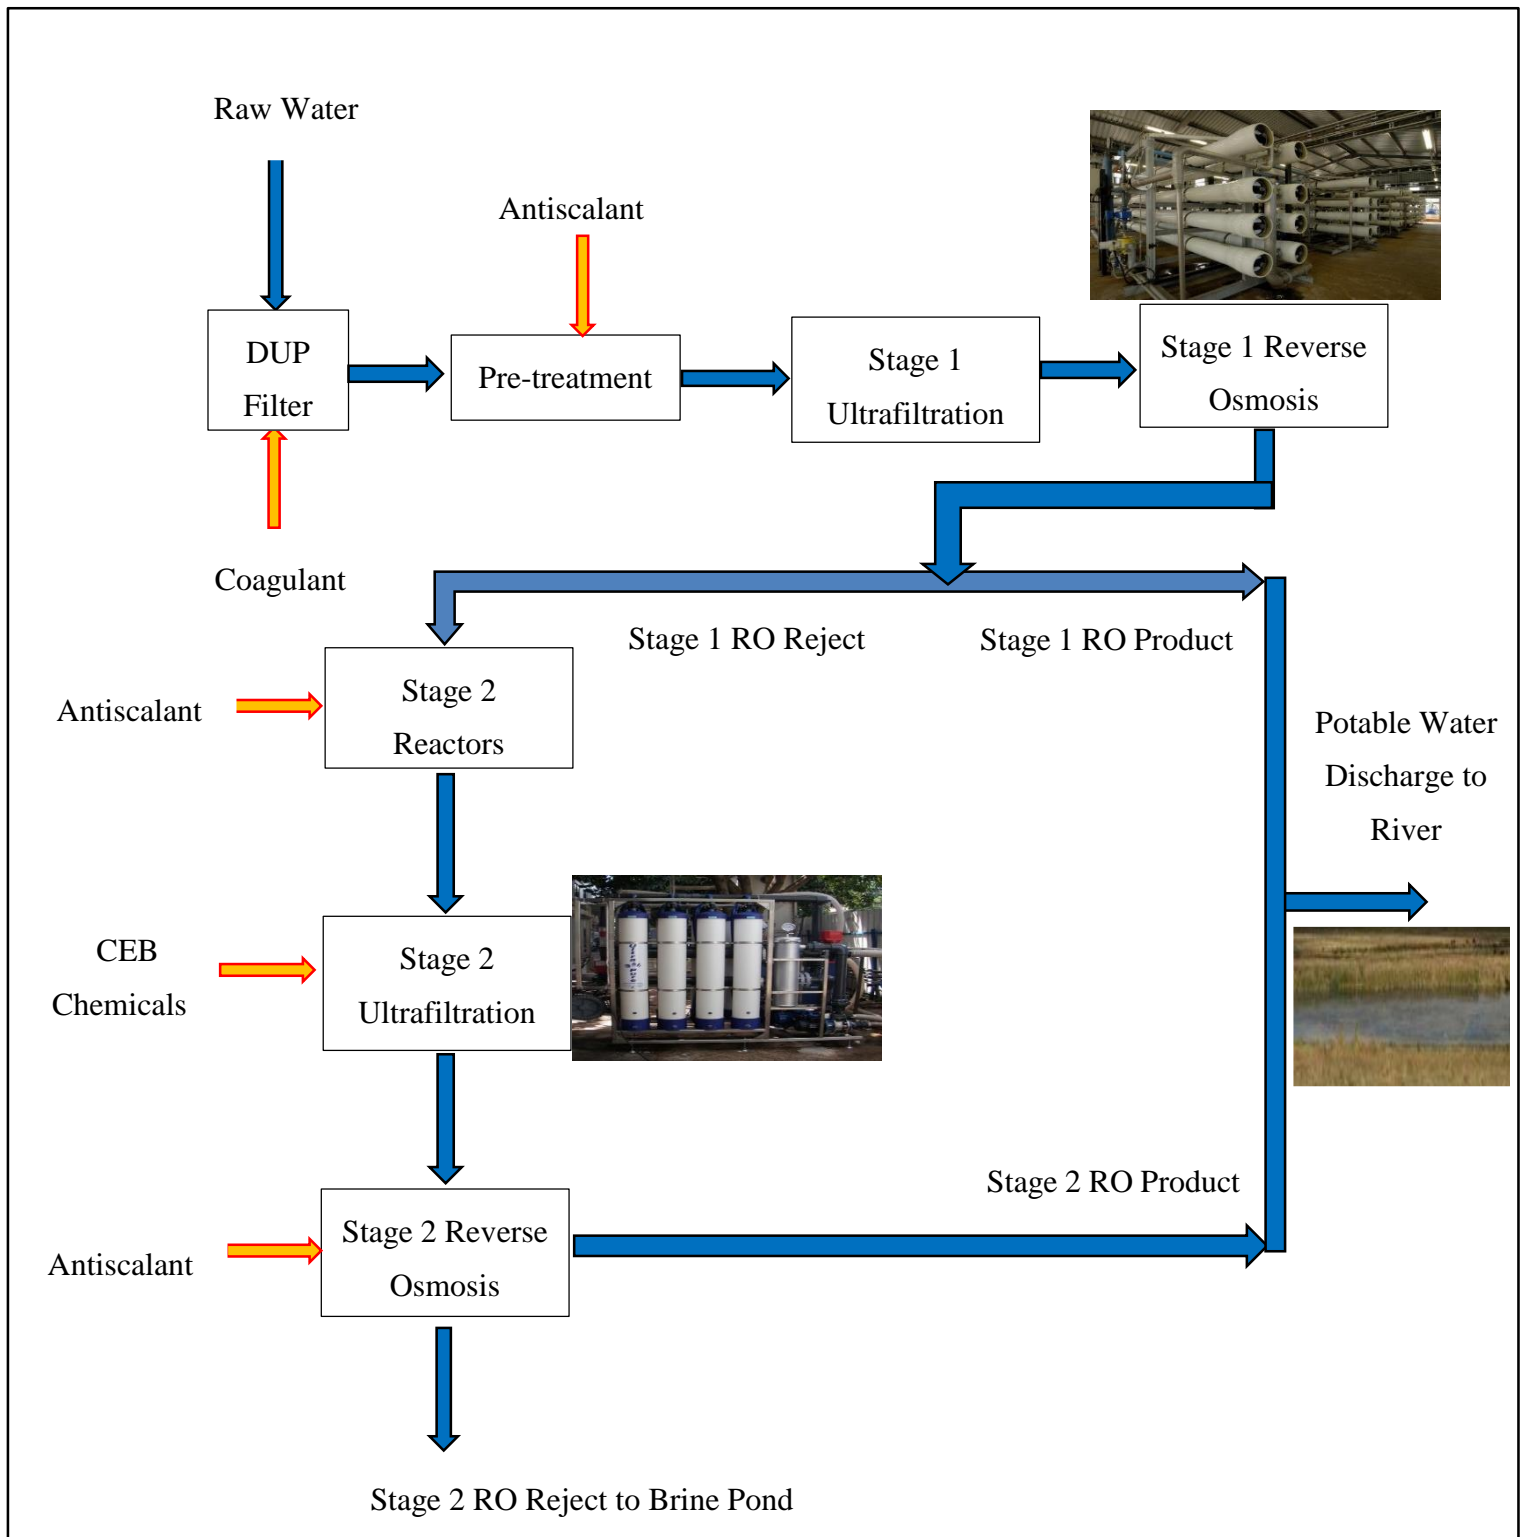 Raw Water
Antiscalant
DUP
Filter
Pre-treatment
Stage 1
Ultrafiltration
Stage 1 Reverse
Osmosis
Coagulant
Stage 1 RO Reject
Stage 1 RO Product
Antiscalant
Stage 2
Reactors
Potable Water
Discharge to
River
CEB
Chemicals
Stage 2
Ultrafiltration
Stage 2 RO Product
Antiscalant
Stage 2 Reverse
Osmosis
Stage 2 RO Reject to Brine Pond